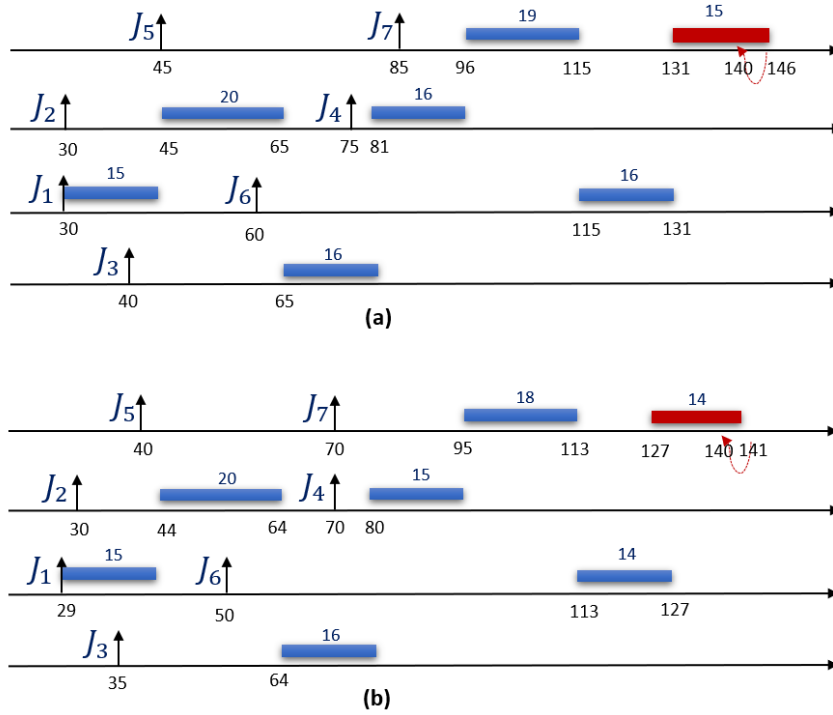 J5 J7 19 15
45 85 96 115 131 140 146
J2 20 J4 16
30 45 65 75 81
J1 15 J6 16
30 60 115 131
J3 16
40 65
(a)
J5 J7 18 14
40 70 95 113 127 140 141
J2 20 J4 15
30 44 64 70 80
J1 15 J6 14
29 50 113 127
J3 16
35 64
(b)